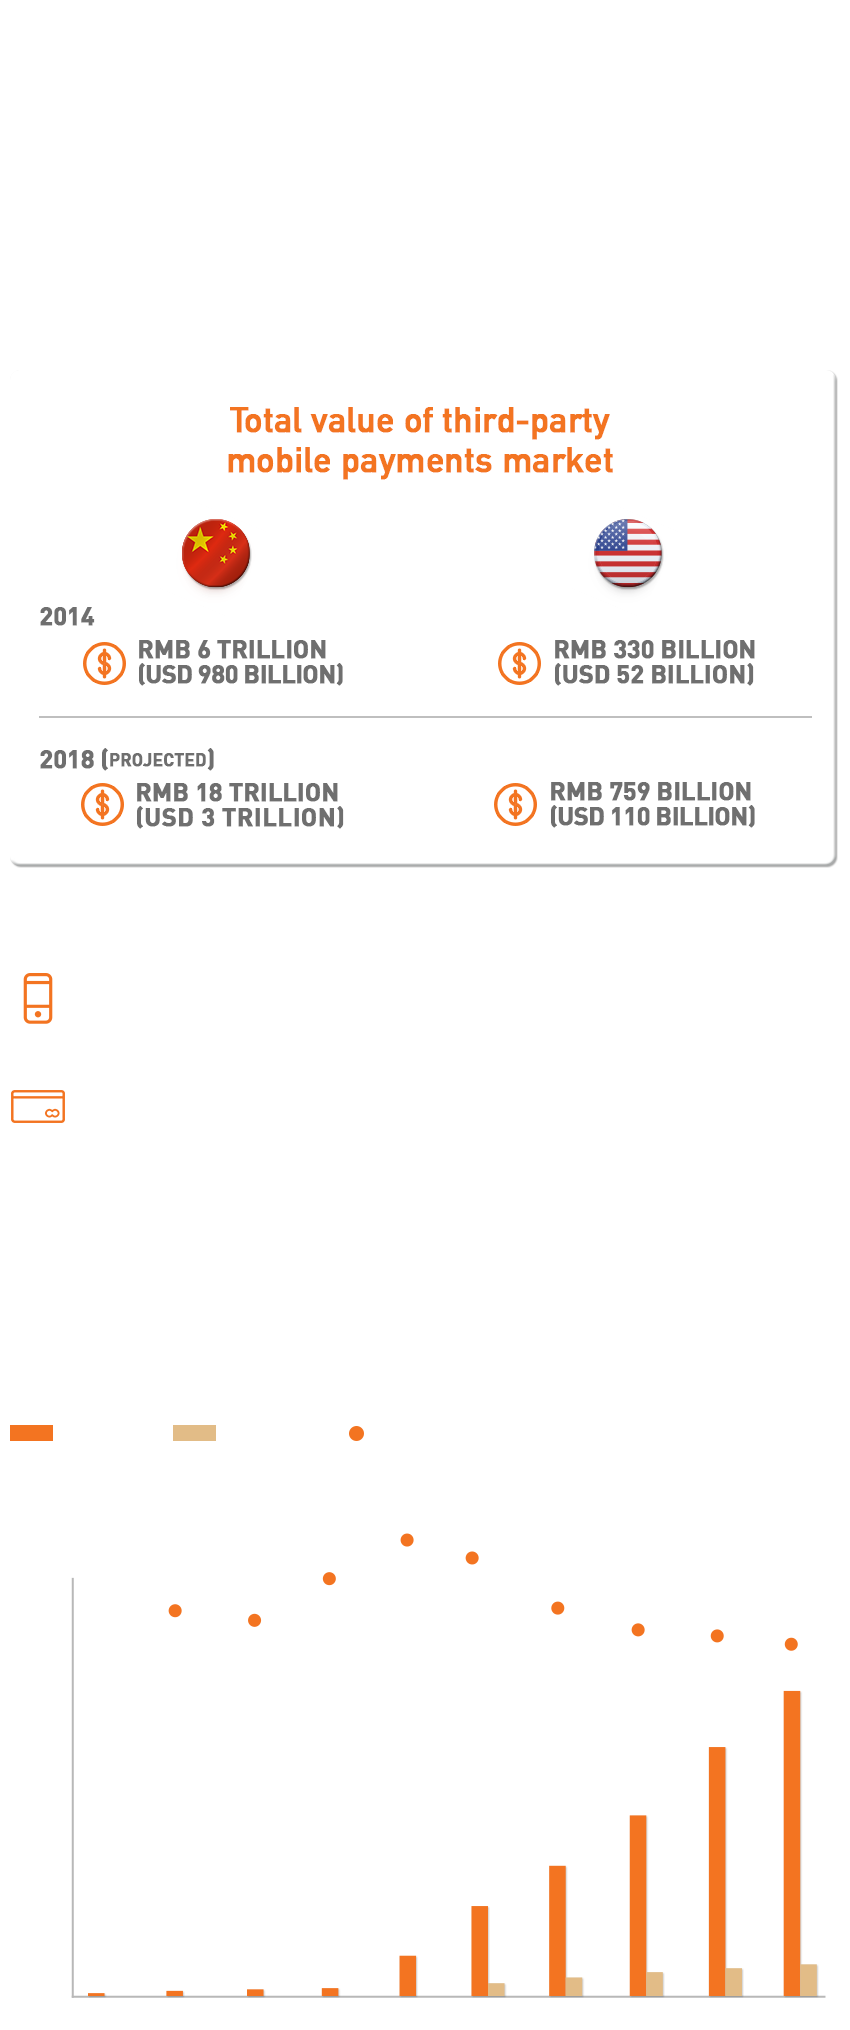 Total value of third-party
mobile payments market
2014
RMB 6 TRILLION
(USD 980 BILLION)
RMB 330 BILLION
(USD 52 BILLION)
2018 (PROJECTED)
RMB 18 TRILLION
(USD 3 TRILLION)
RMB 759 BILLION
(USD 110 BILLION)